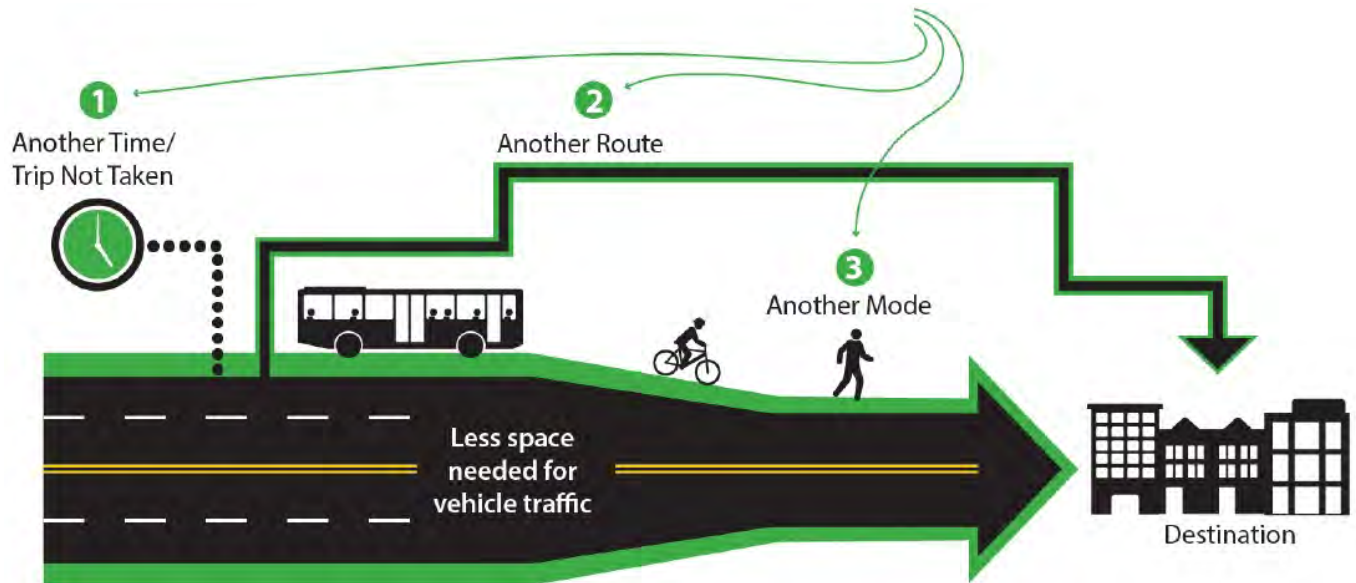 1
Another Time/
Trip Not Taken
2
Another Route
3
Another Mode
Less space
needed for
vehicle traffic
Destination